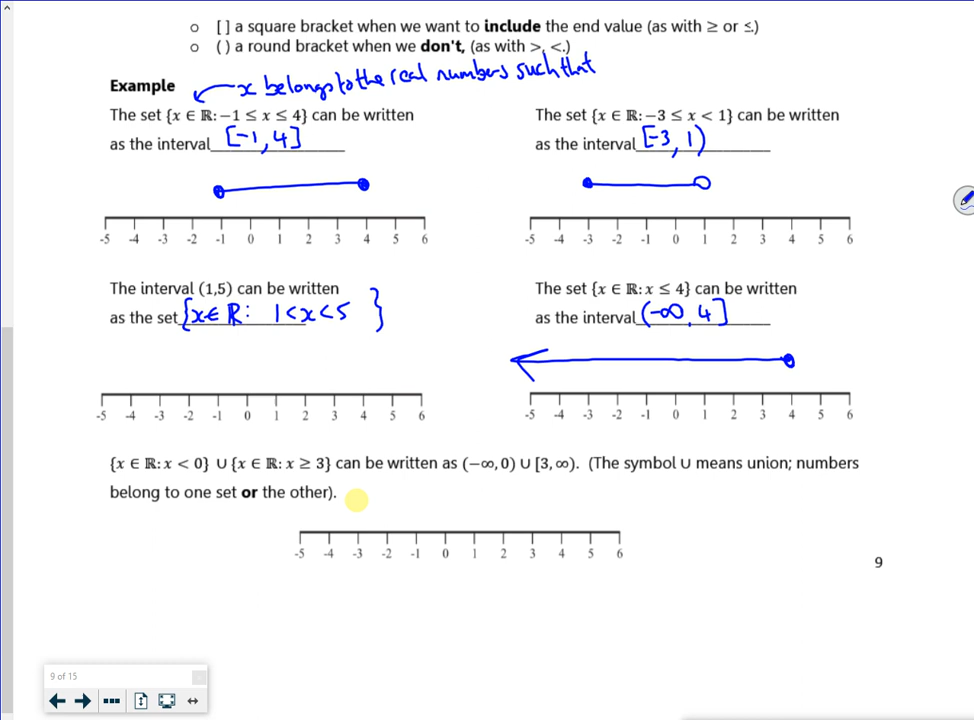 o [ ] a square bracket when we want to include the end value (as with ≥ or ≤)
o ( ) a round bracket when we don't, (as with >, <.)
Example
x belongs to the real numbers such that
The set {x ∈ ℝ: −1 ≤ x ≤ 4} can be written
as the interval [-1, 4]
-5 -4 -3 -2 -1 0 1 2 3 4 5 6
The set {x ∈ ℝ: −3 ≤ x < 1} can be written
as the interval [-3, 1)
-5 -4 -3 -2 -1 0 1 2 3 4 5 6
The interval (1,5) can be written
as the set {x ∈ ℝ: 1 < x < 5}
-5 -4 -3 -2 -1 0 1 2 3 4 5 6
The set {x ∈ ℝ: x ≤ 4} can be written
as the interval (-∞, 4]
-5 -4 -3 -2 -1 0 1 2 3 4 5 6
{x ∈ ℝ: x < 0} ∪ {x ∈ ℝ: x ≥ 3} can be written as (−∞, 0) ∪ [3, ∞). (The symbol ∪ means union; numbers
belong to one set or the other).
-5 -4 -3 -2 -1 0 1 2 3 4 5 6
9
9 of 15